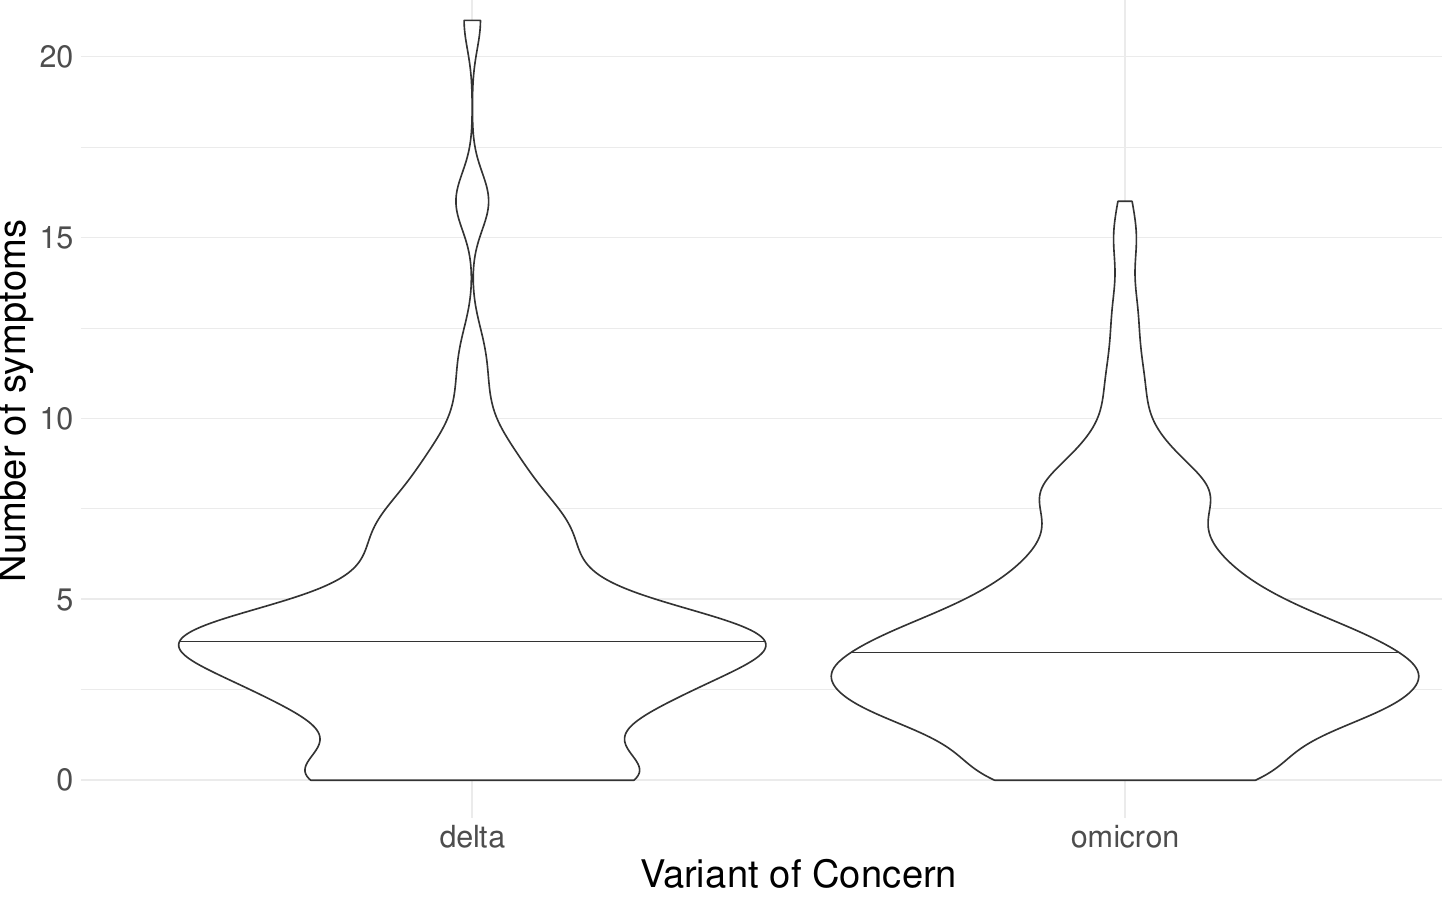 Number of symptoms
20
15
10
5
0
delta
omicron
Variant of Concern